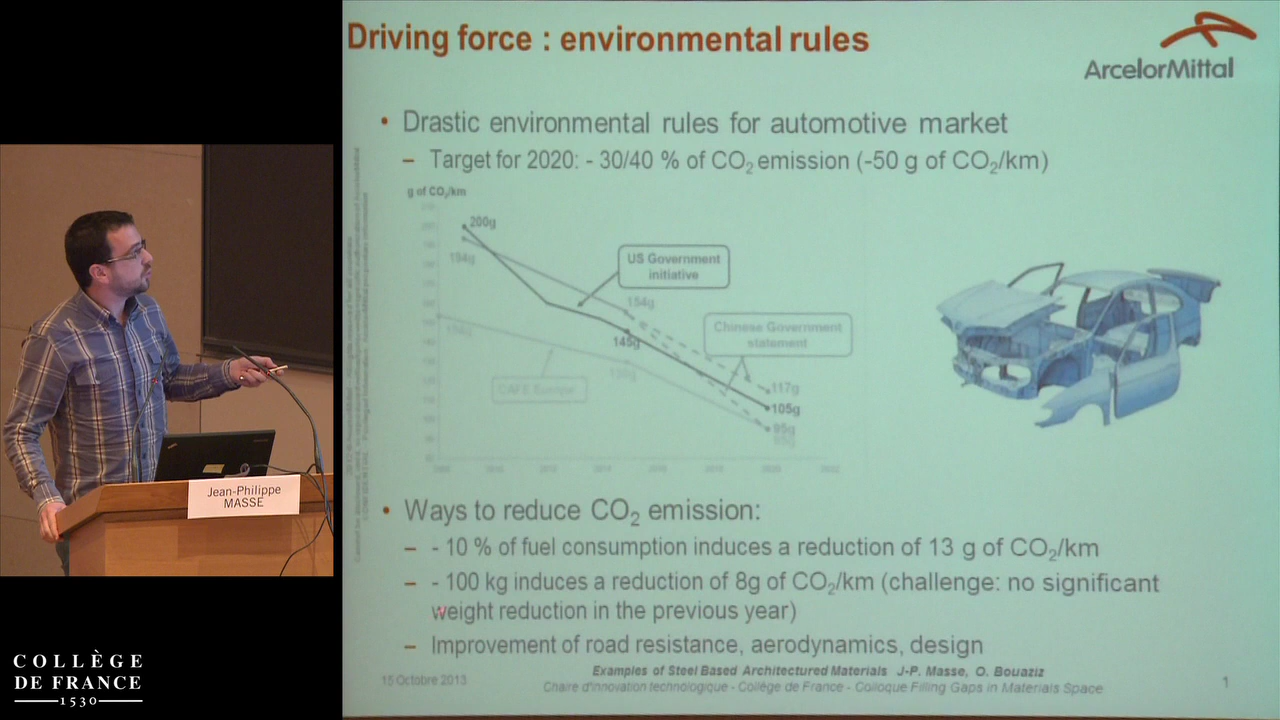 Driving force : environmental rules
ArcelorMittal
• Drastic environmental rules for automotive market
– Target for 2020: - 30/40 % of CO2 emission (-50 g of CO2/km)
g of CO2/km
200g
194g
US Government
initiative
154g
Chinese Government
statement
145g
CAFE Europe
117g
105g
95g
• Ways to reduce CO2 emission:
– - 10 % of fuel consumption induces a reduction of 13 g of CO2/km
– - 100 kg induces a reduction of 8g of CO2/km (challenge: no significant
weight reduction in the previous year)
– Improvement of road resistance, aerodynamics, design
Examples of Steel Based Architectured Materials J-P. Masse, O. Bouaziz
15 Octobre 2013
Chaire d'innovation technologique - Collège de France - Colloque Filling Gaps in Materials Space
1
Jean-Philippe
MASSE
COLLÈGE
DE FRANCE
1530